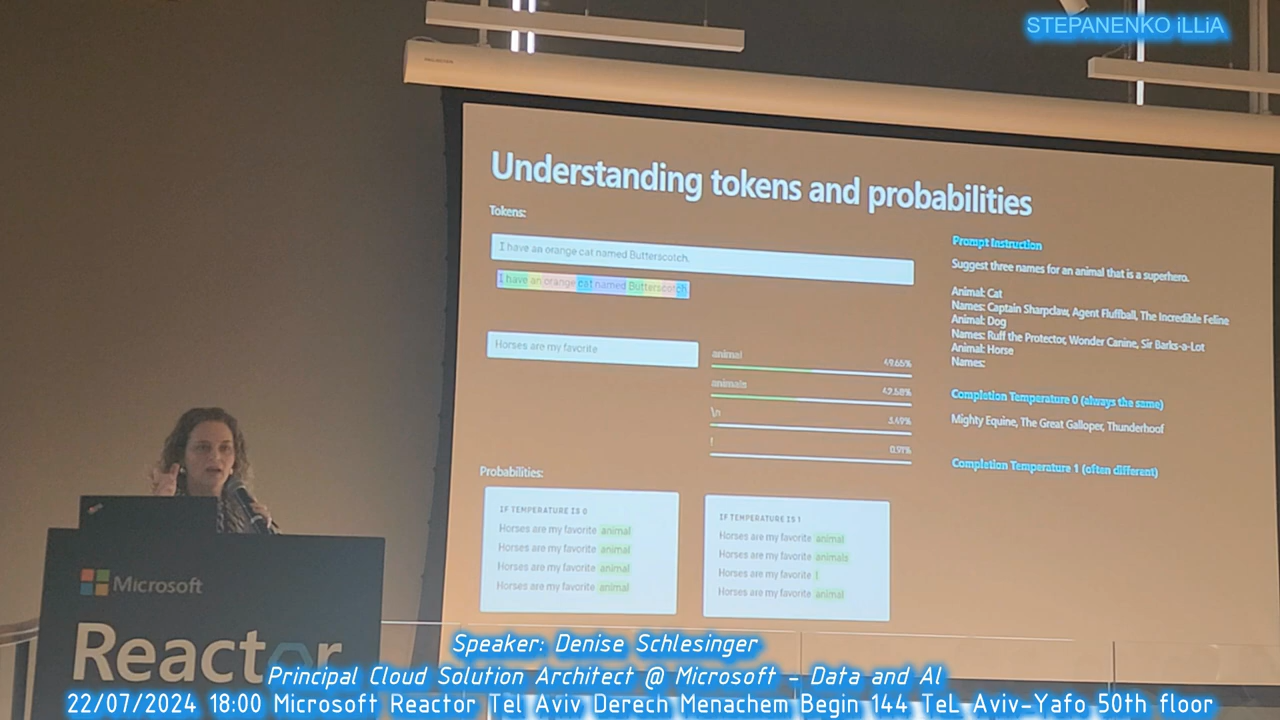 STEPANENKO iLLiA
Understanding tokens and probabilities
Tokens:
I have an orange cat named Butterscotch.
I have an orange cat named Butterscotch
Horses are my favorite
animal 49.65%
animals 42.58%
\n 3.49%
! 0.91%
Probabilities:
IF TEMPERATURE IS 0
Horses are my favorite animal
Horses are my favorite animal
Horses are my favorite animal
Horses are my favorite animal
IF TEMPERATURE IS 1
Horses are my favorite animal
Horses are my favorite animals
Horses are my favorite !
Horses are my favorite animal
Prompt Instruction
Suggest three names for an animal that is a superhero.
Animal: Cat
Names: Captain Sharpclaw, Agent Fluffball, The Incredible Feline
Animal: Dog
Names: Ruff the Protector, Wonder Canine, Sir Barks-a-Lot
Animal: Horse
Names:
Completion Temperature 0 (always the same)
Mighty Equine, The Great Galloper, Thunderhoof
Completion Temperature 1 (often different)
Microsoft
Reactor
Speaker: Denise Schlesinger
Principal Cloud Solution Architect @ Microsoft - Data and AI
22/07/2024 18:00 Microsoft Reactor Tel Aviv Derech Menachem Begin 144 TeL Aviv-Yafo 50th floor